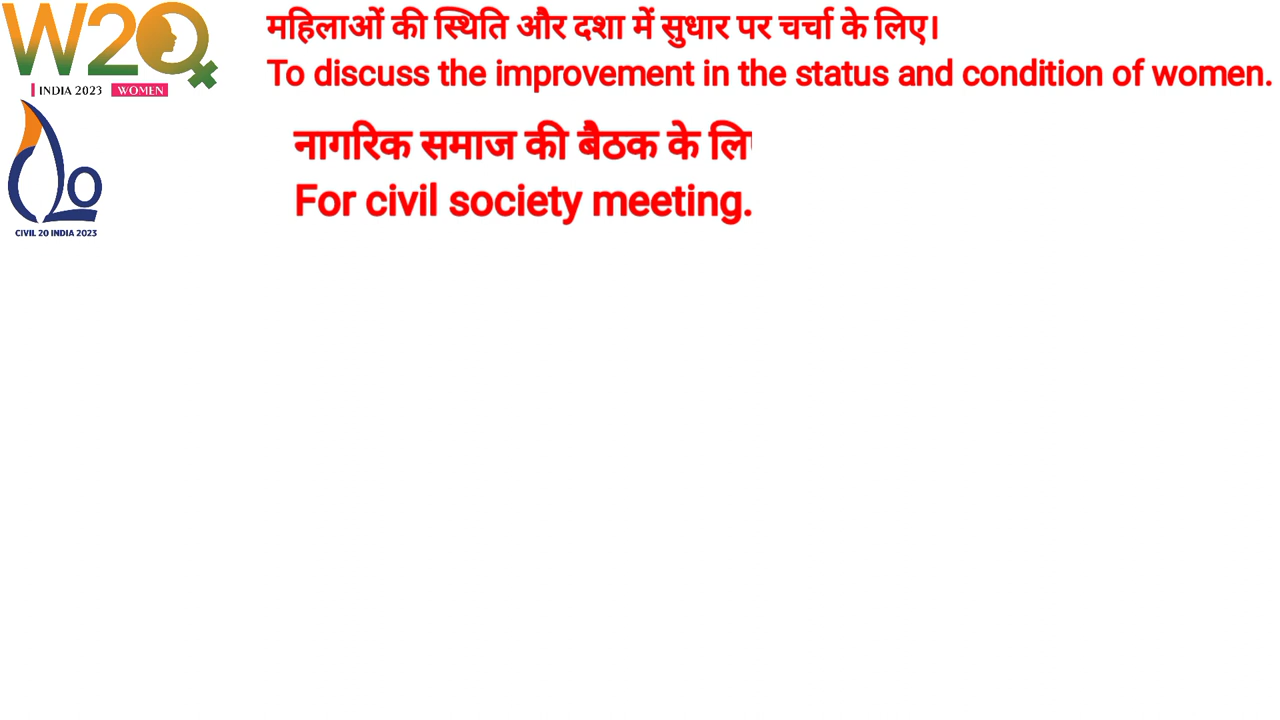 W20
महिलाओं की स्थिति और दशा में सुधार पर चर्चा के लिए।
To discuss the improvement in the status and condition of women.
INDIA 2023 WOMEN
नागरिक समाज की बैठक के
For civil society meeting.
20
CIVIL 20 INDIA 2023